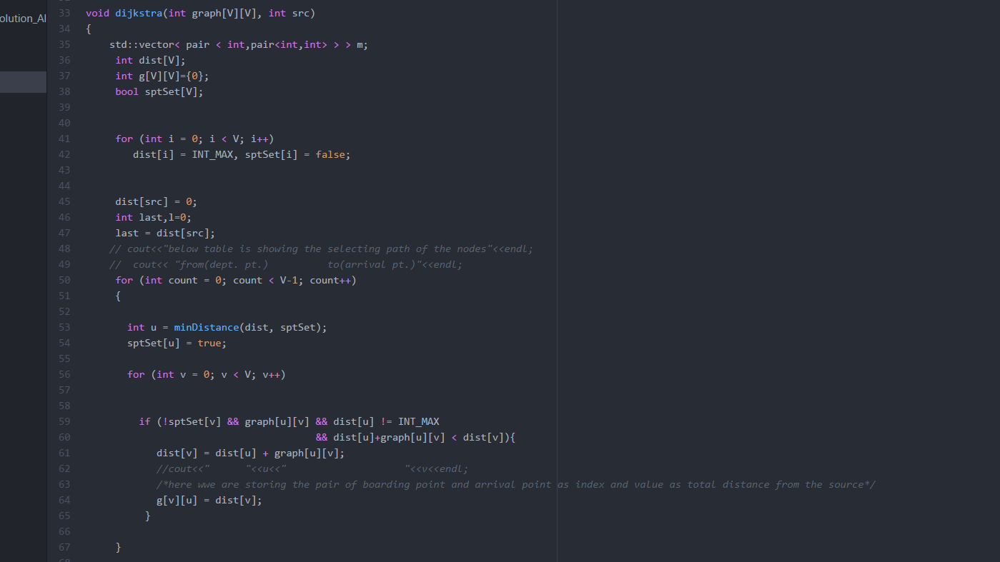 olution_Al
33 void dijkstra(int graph[V][V], int src)
34 {
35 std::vector< pair < int,pair<int,int> > > m;
36 int dist[V];
37 int g[V][V]={0};
38 bool sptSet[V];
39
40
41 for (int i = 0; i < V; i++)
42 dist[i] = INT_MAX, sptSet[i] = false;
43
44
45 dist[src] = 0;
46 int last,l=0;
47 last = dist[src];
48 // cout<<"below table is showing the selecting path of the nodes"<<endl;
49 // cout<< "from(dept. pt.) to(arrival pt.)"<<endl;
50 for (int count = 0; count < V-1; count++)
51 {
52
53 int u = minDistance(dist, sptSet);
54 sptSet[u] = true;
55
56 for (int v = 0; v < V; v++)
57
58
59 if (!sptSet[v] && graph[u][v] && dist[u] != INT_MAX
60 && dist[u]+graph[u][v] < dist[v]){
61 dist[v] = dist[u] + graph[u][v];
62 //cout<<" "<<u<<" "<<v<<endl;
63 /*here wwe are storing the pair of boarding point and arrival point as index and value as total distance from the source*/
64 g[v][u] = dist[v];
65 }
66
67 }